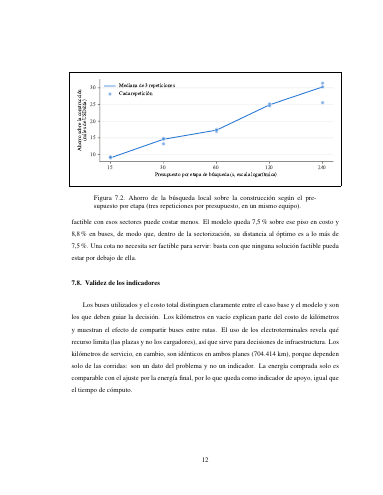 Mediana de 3 repeticiones
Cada repetición
30
25
20
15
10
15
30
60
120
240
Ahorro sobre la construcción
Presupuesto por etapa de búsqueda (s, escala logarítmica)
Figura 7.2. Ahorro de la búsqueda local sobre la construcción según el pre-
supuesto por etapa (tres repeticiones por presupuesto, en un mismo equipo).
factible con esos sectores puede costar menos. El modelo queda 7,5 % sobre ese piso en costo y
8,8 % en buses, de modo que, dentro de la sectorización, su distancia al óptimo es a lo más de
7,5 %. Una cota no necesita ser factible para servir: basta con que ninguna solución factible pueda
estar por debajo de ella.
7.8. Validez de los indicadores
Los buses utilizados y el costo total distinguen claramente entre el caso base y el modelo y son
los que deben guiar la decisión. Los kilómetros en vacío explican parte del costo de kilómetros
y muestran el efecto de compartir buses entre rutas. El uso de los electroterminales revela qué
recurso limita (las plazas y no los cargadores), así que sirve para decisiones de infraestructura. Los
kilómetros de servicio, en cambio, son idénticos en ambos planes (704.414 km), porque dependen
solo de las corridas: son un dato del problema y no un indicador. La energía comprada solo es
comparable con el ajuste por la energía final, por lo que queda como indicador de apoyo, igual que
el tiempo de cómputo.
12